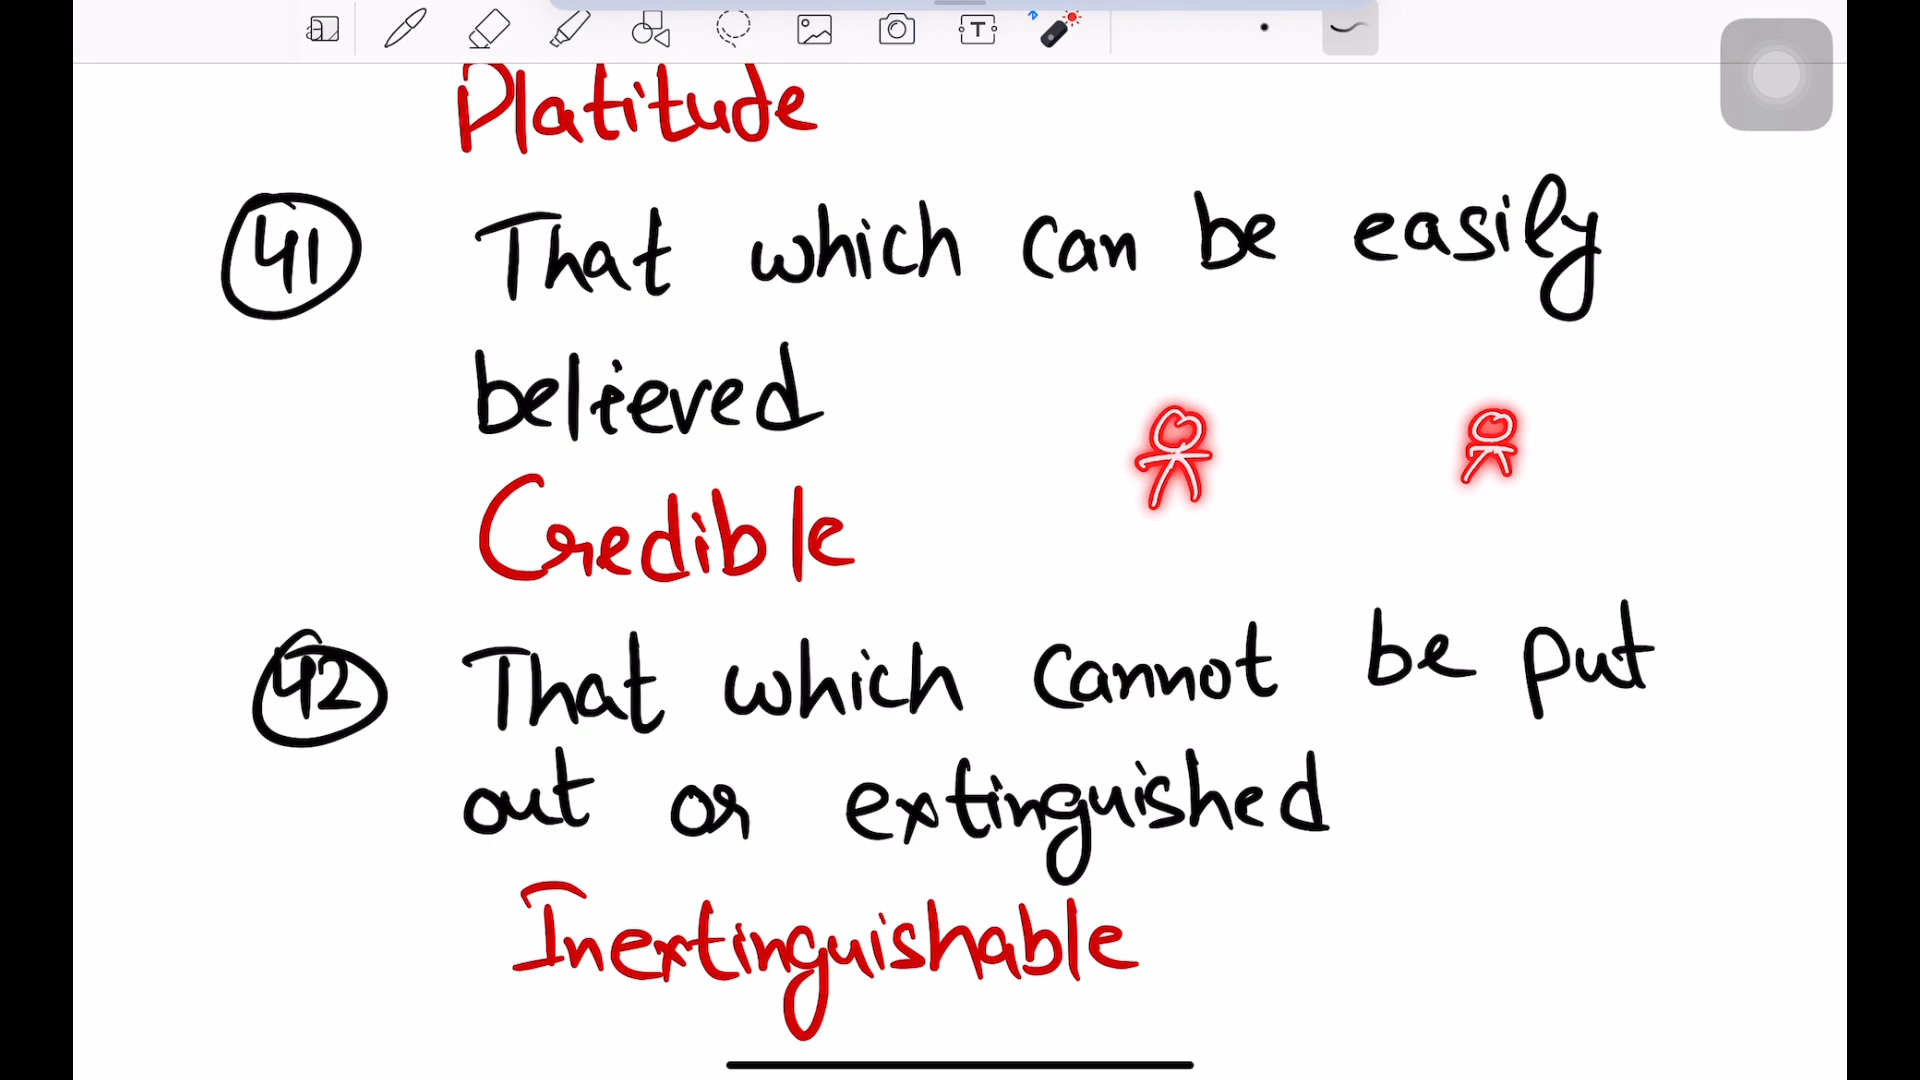 Platitude
41 That which can be easily
believed
Credible
42 That which cannot be put
out or extinguished
Inextinguishable